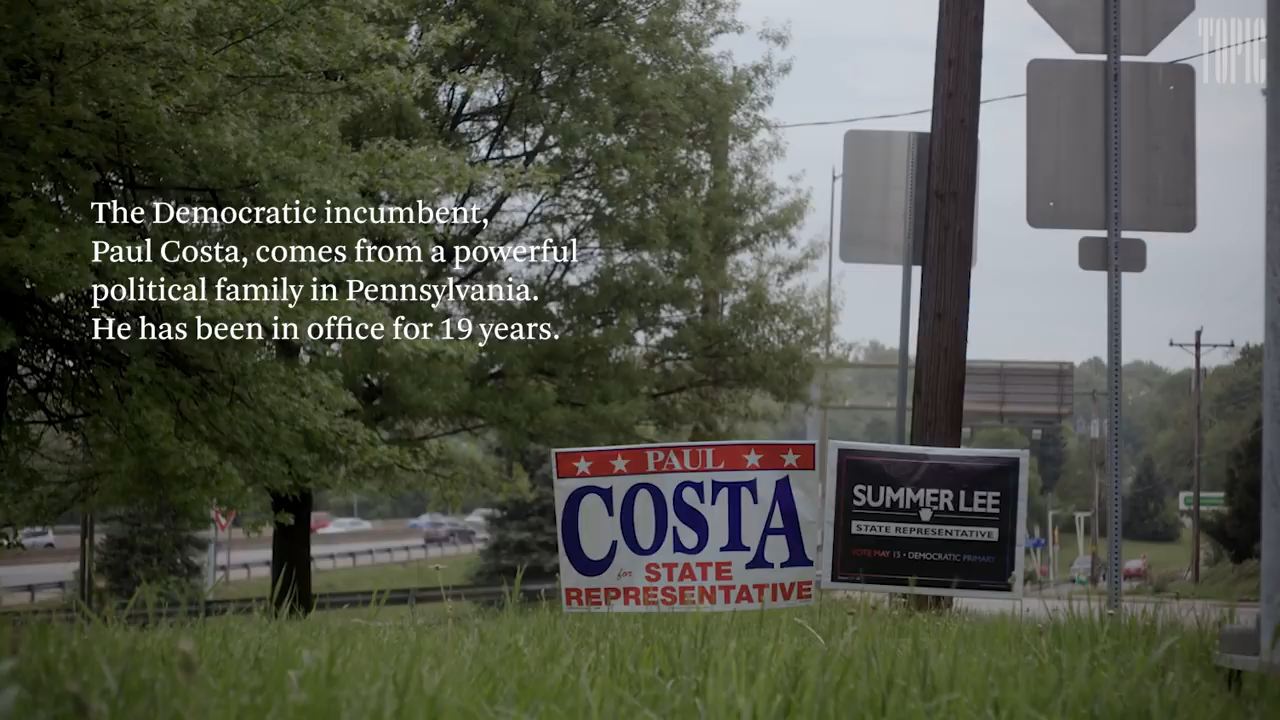 TOPIC
The Democratic incumbent,
Paul Costa, comes from a powerful
political family in Pennsylvania.
He has been in office for 19 years.
PAUL
COSTA
for STATE
REPRESENTATIVE
SUMMER LEE
STATE REPRESENTATIVE
VOTE MAY 15 • DEMOCRATIC PRIMARY